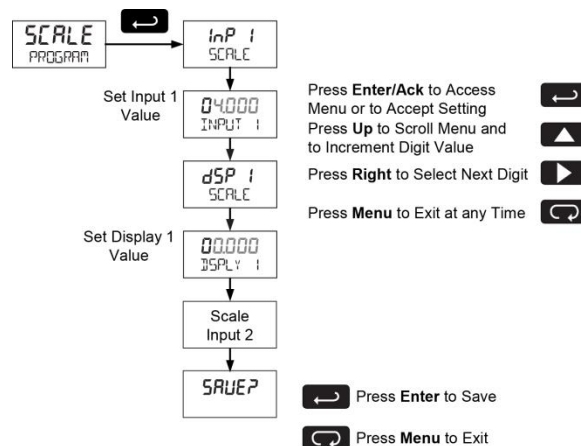 SCALE
PROGRAM
InP 1
SCALE
Set Input 1
Value
04.000
INPUT 1
dSP 1
SCALE
Set Display 1
Value
00.000
DSPLY 1
Scale
Input 2
SAVE?
Press Enter/Ack to Access
Menu or to Accept Setting
Press Up to Scroll Menu and
to Increment Digit Value
Press Right to Select Next Digit
Press Menu to Exit at any Time
Press Enter to Save
Press Menu to Exit